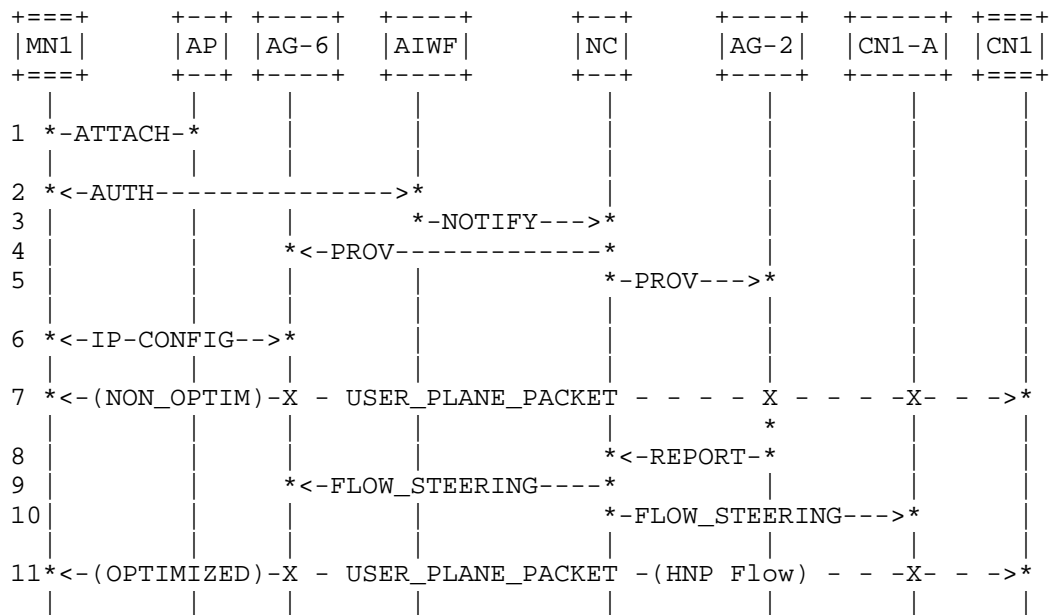 +===+       +--+ +----+  +----+       +--+       +----+   +-----+ +===+
|MN1|       |AP| |AG-6|  |AIWF|       |NC|       |AG-2|   |CN1-A| |CN1|
+===+       +--+ +----+  +----+       +--+       +----+   +-----+ +===+
  |           |       |         |              |            |          |        |
1 *-ATTACH-*       |         |              |            |          |        |
  |           |       |         |              |            |          |        |
2 *<-AUTH--------------->*              |            |          |        |
3 |           |       |         *-NOTIFY--->*            |          |        |
4 |           |       *<-PROV-------------*            |          |        |
5 |           |       |         |              *-PROV--->*          |        |
  |           |       |         |              |            |          |        |
6 *<-IP-CONFIG-->*         |              |            |          |        |
  |           |       |         |              |            |          |        |
7 *<-(NON_OPTIM)-X - USER_PLANE_PACKET - - - - X - - - -X- - ->*
  |           |       |         |              |            *          |        |
8 |           |       |         |              *<-REPORT-*          |        |
9 |           |       *<-FLOW_STEERING----*            |          |        |
10|           |       |         |              *-FLOW_STEERING--->*        |
  |           |       |         |              |            |          |        |
11*<-(OPTIMIZED)-X - USER_PLANE_PACKET -(HNP Flow) - - -X- - ->*
  |           |       |         |              |            |          |        |